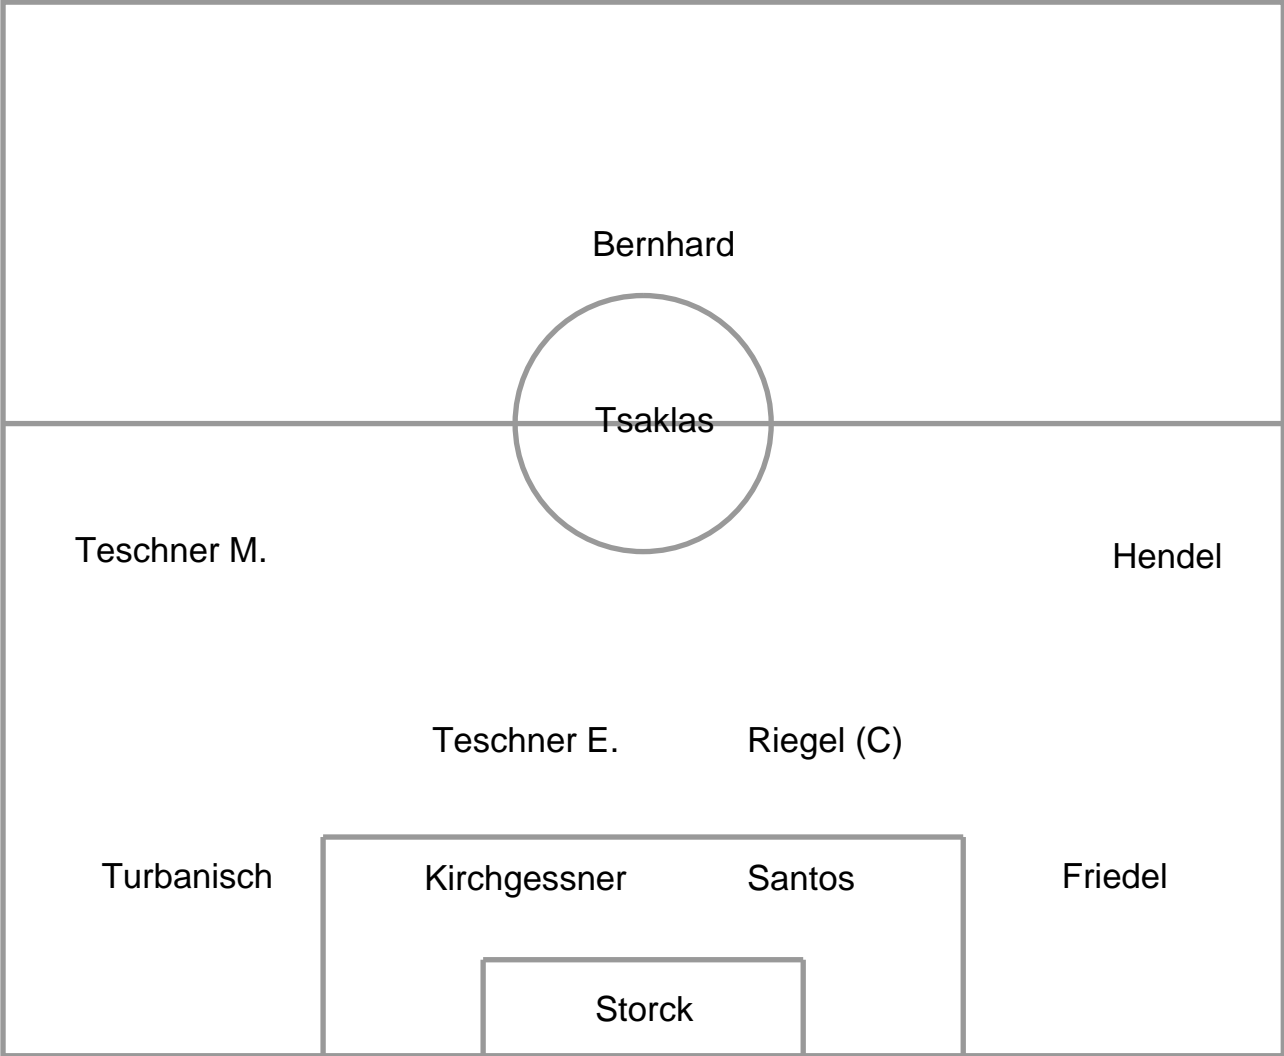 Bernhard
Tsaklas
Teschner M.
Hendel
Teschner E.
Riegel (C)
Turbanisch
Kirchgessner
Santos
Friedel
Storck